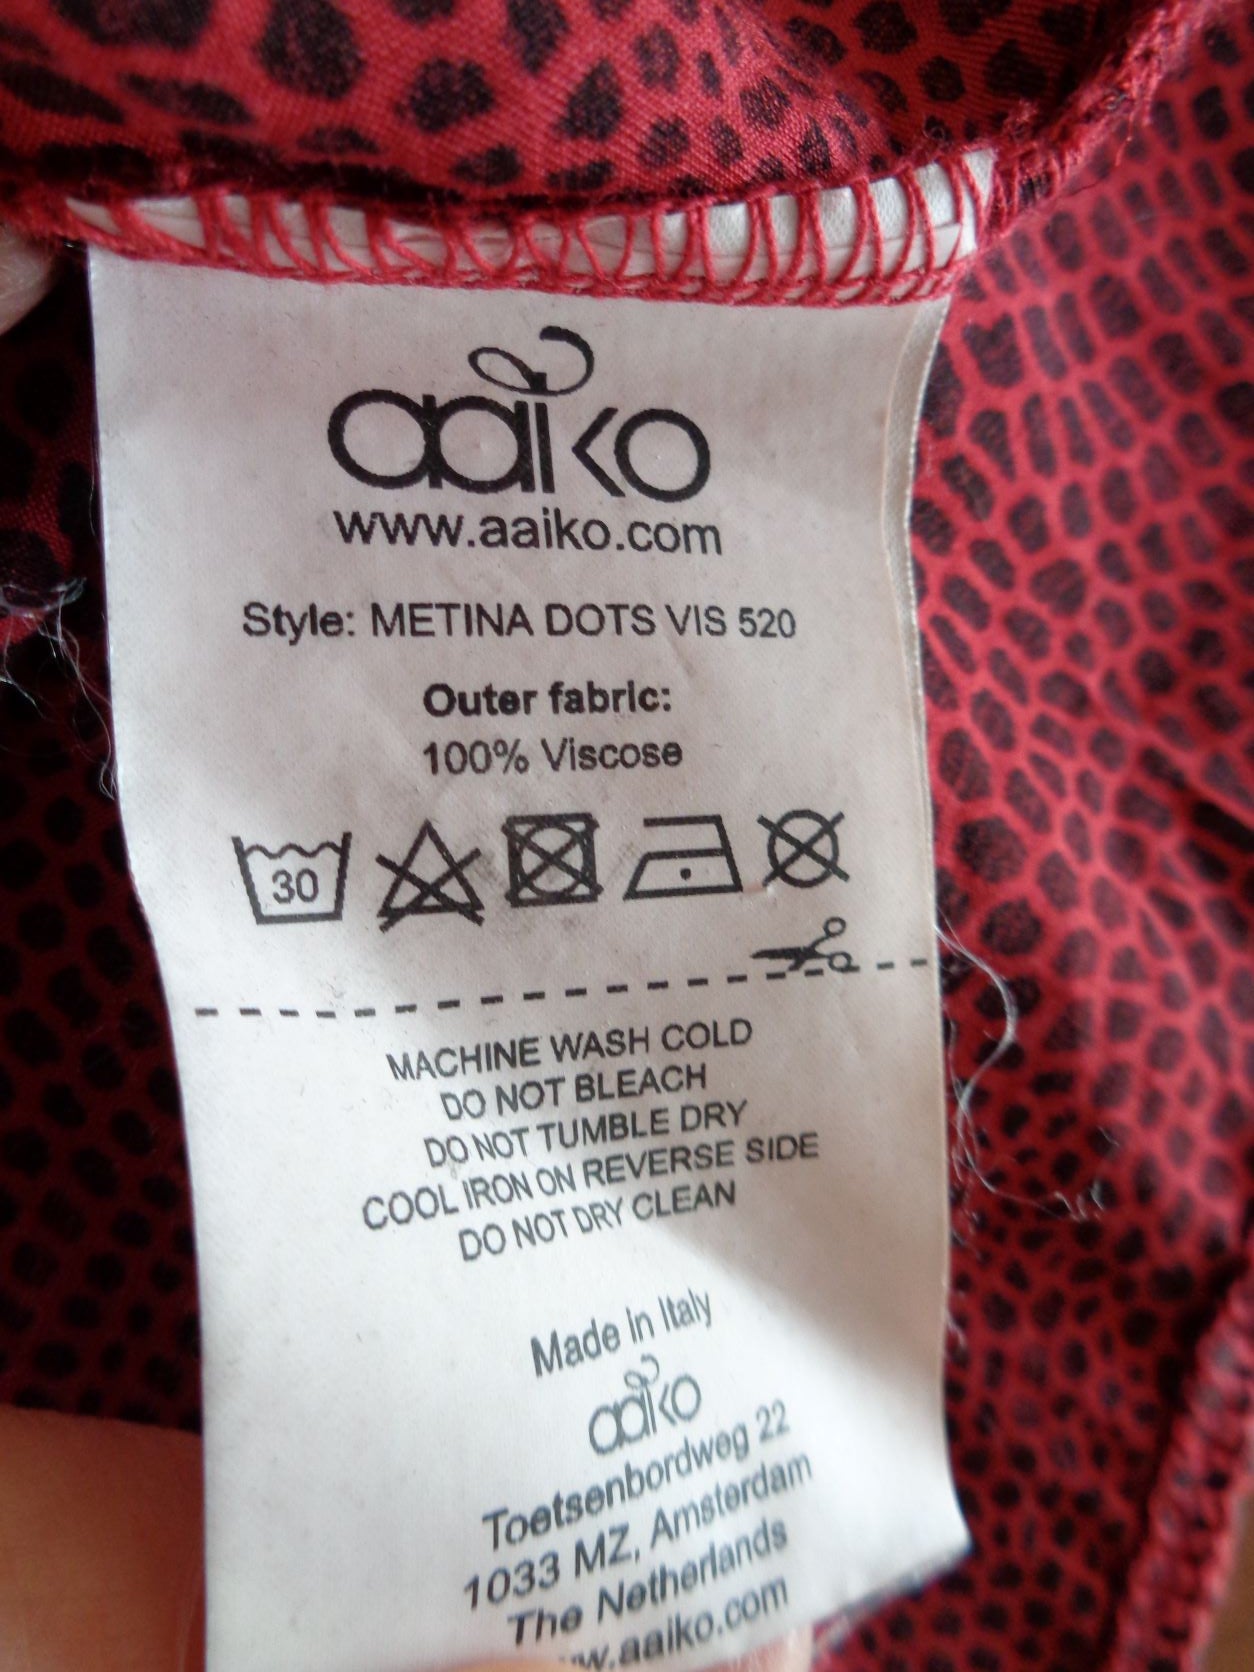 aaiko
www.aaiko.com
Style: METINA DOTS VIS 520
Outer fabric:
100% Viscose
30
MACHINE WASH COLD
DO NOT BLEACH
DO NOT TUMBLE DRY
COOL IRON ON REVERSE SIDE
DO NOT DRY CLEAN
Made in Italy
aaiko
Toetsenbordweg 22
1033 MZ, Amsterdam
The Netherlands
w.aaiko.com